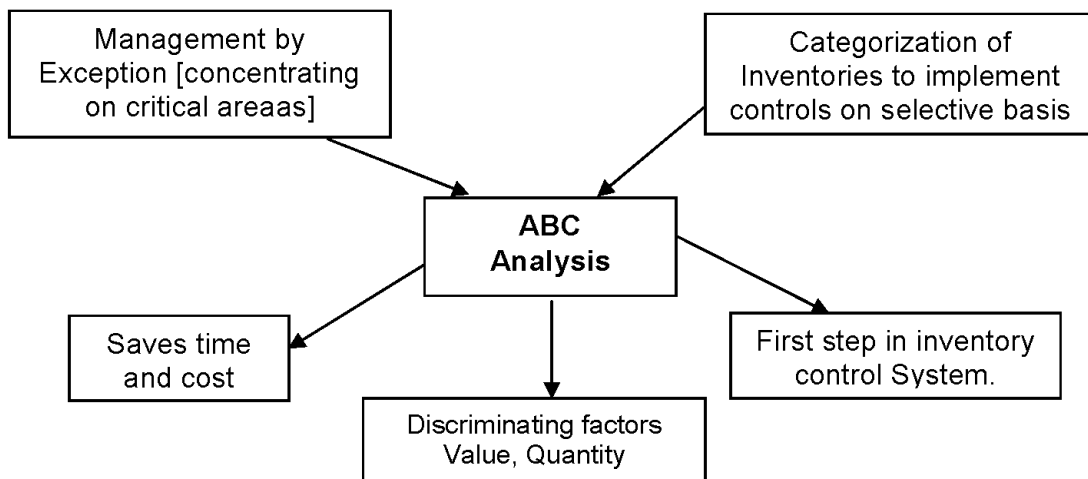 Management by
Exception [concentrating
on critical areaas]
Categorization of
Inventories to implement
controls on selective basis
ABC
Analysis
Saves time
and cost
First step in inventory
control System.
Discriminating factors
Value, Quantity